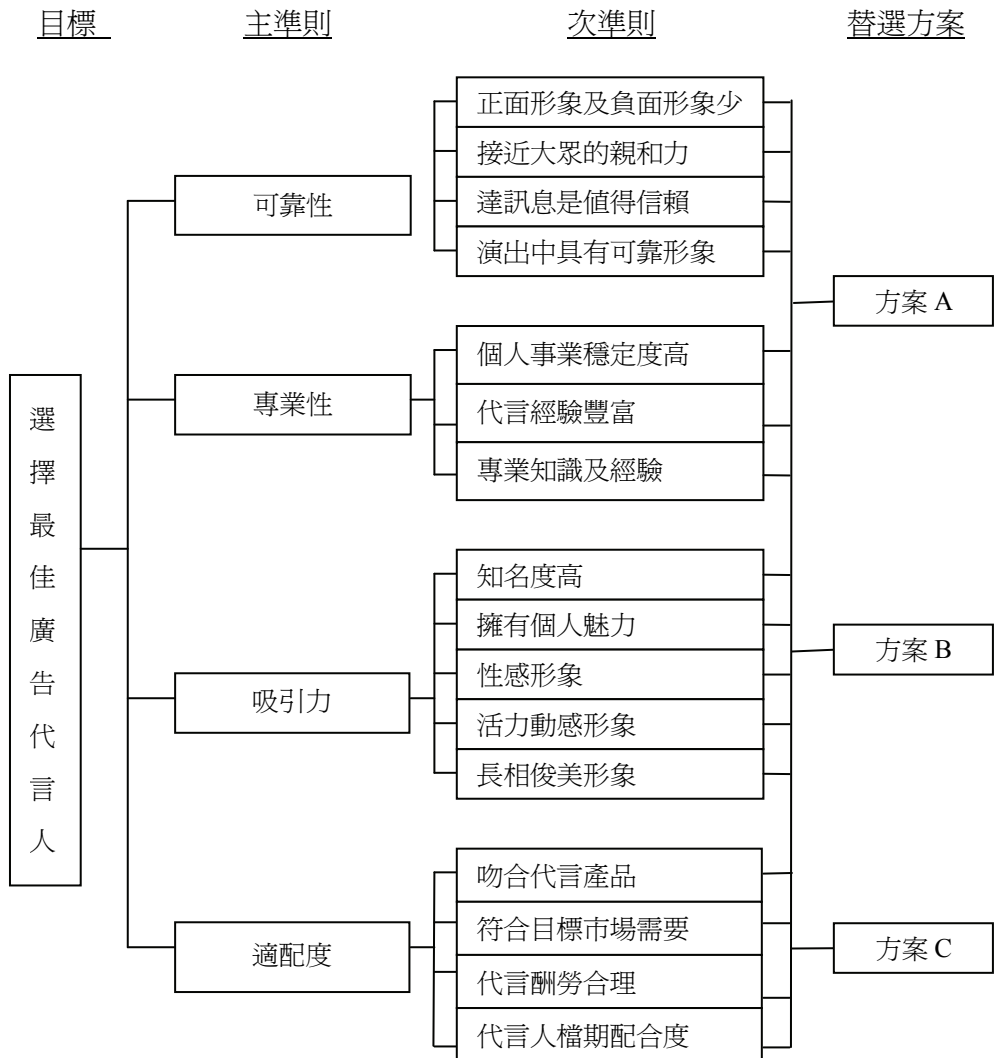 目標
主準則
次準則
替選方案
選擇最佳廣告代言人
可靠性
正面形象及負面形象少
接近大眾的親和力
達訊息是值得信賴
演出中具有可靠形象
專業性
個人事業穩定度高
代言經驗豐富
專業知識及經驗
吸引力
知名度高
擁有個人魅力
性感形象
活力動感形象
長相俊美形象
適配度
吻合代言產品
符合目標市場需要
代言酬勞合理
代言人檔期配合度
方案 A
方案 B
方案 C